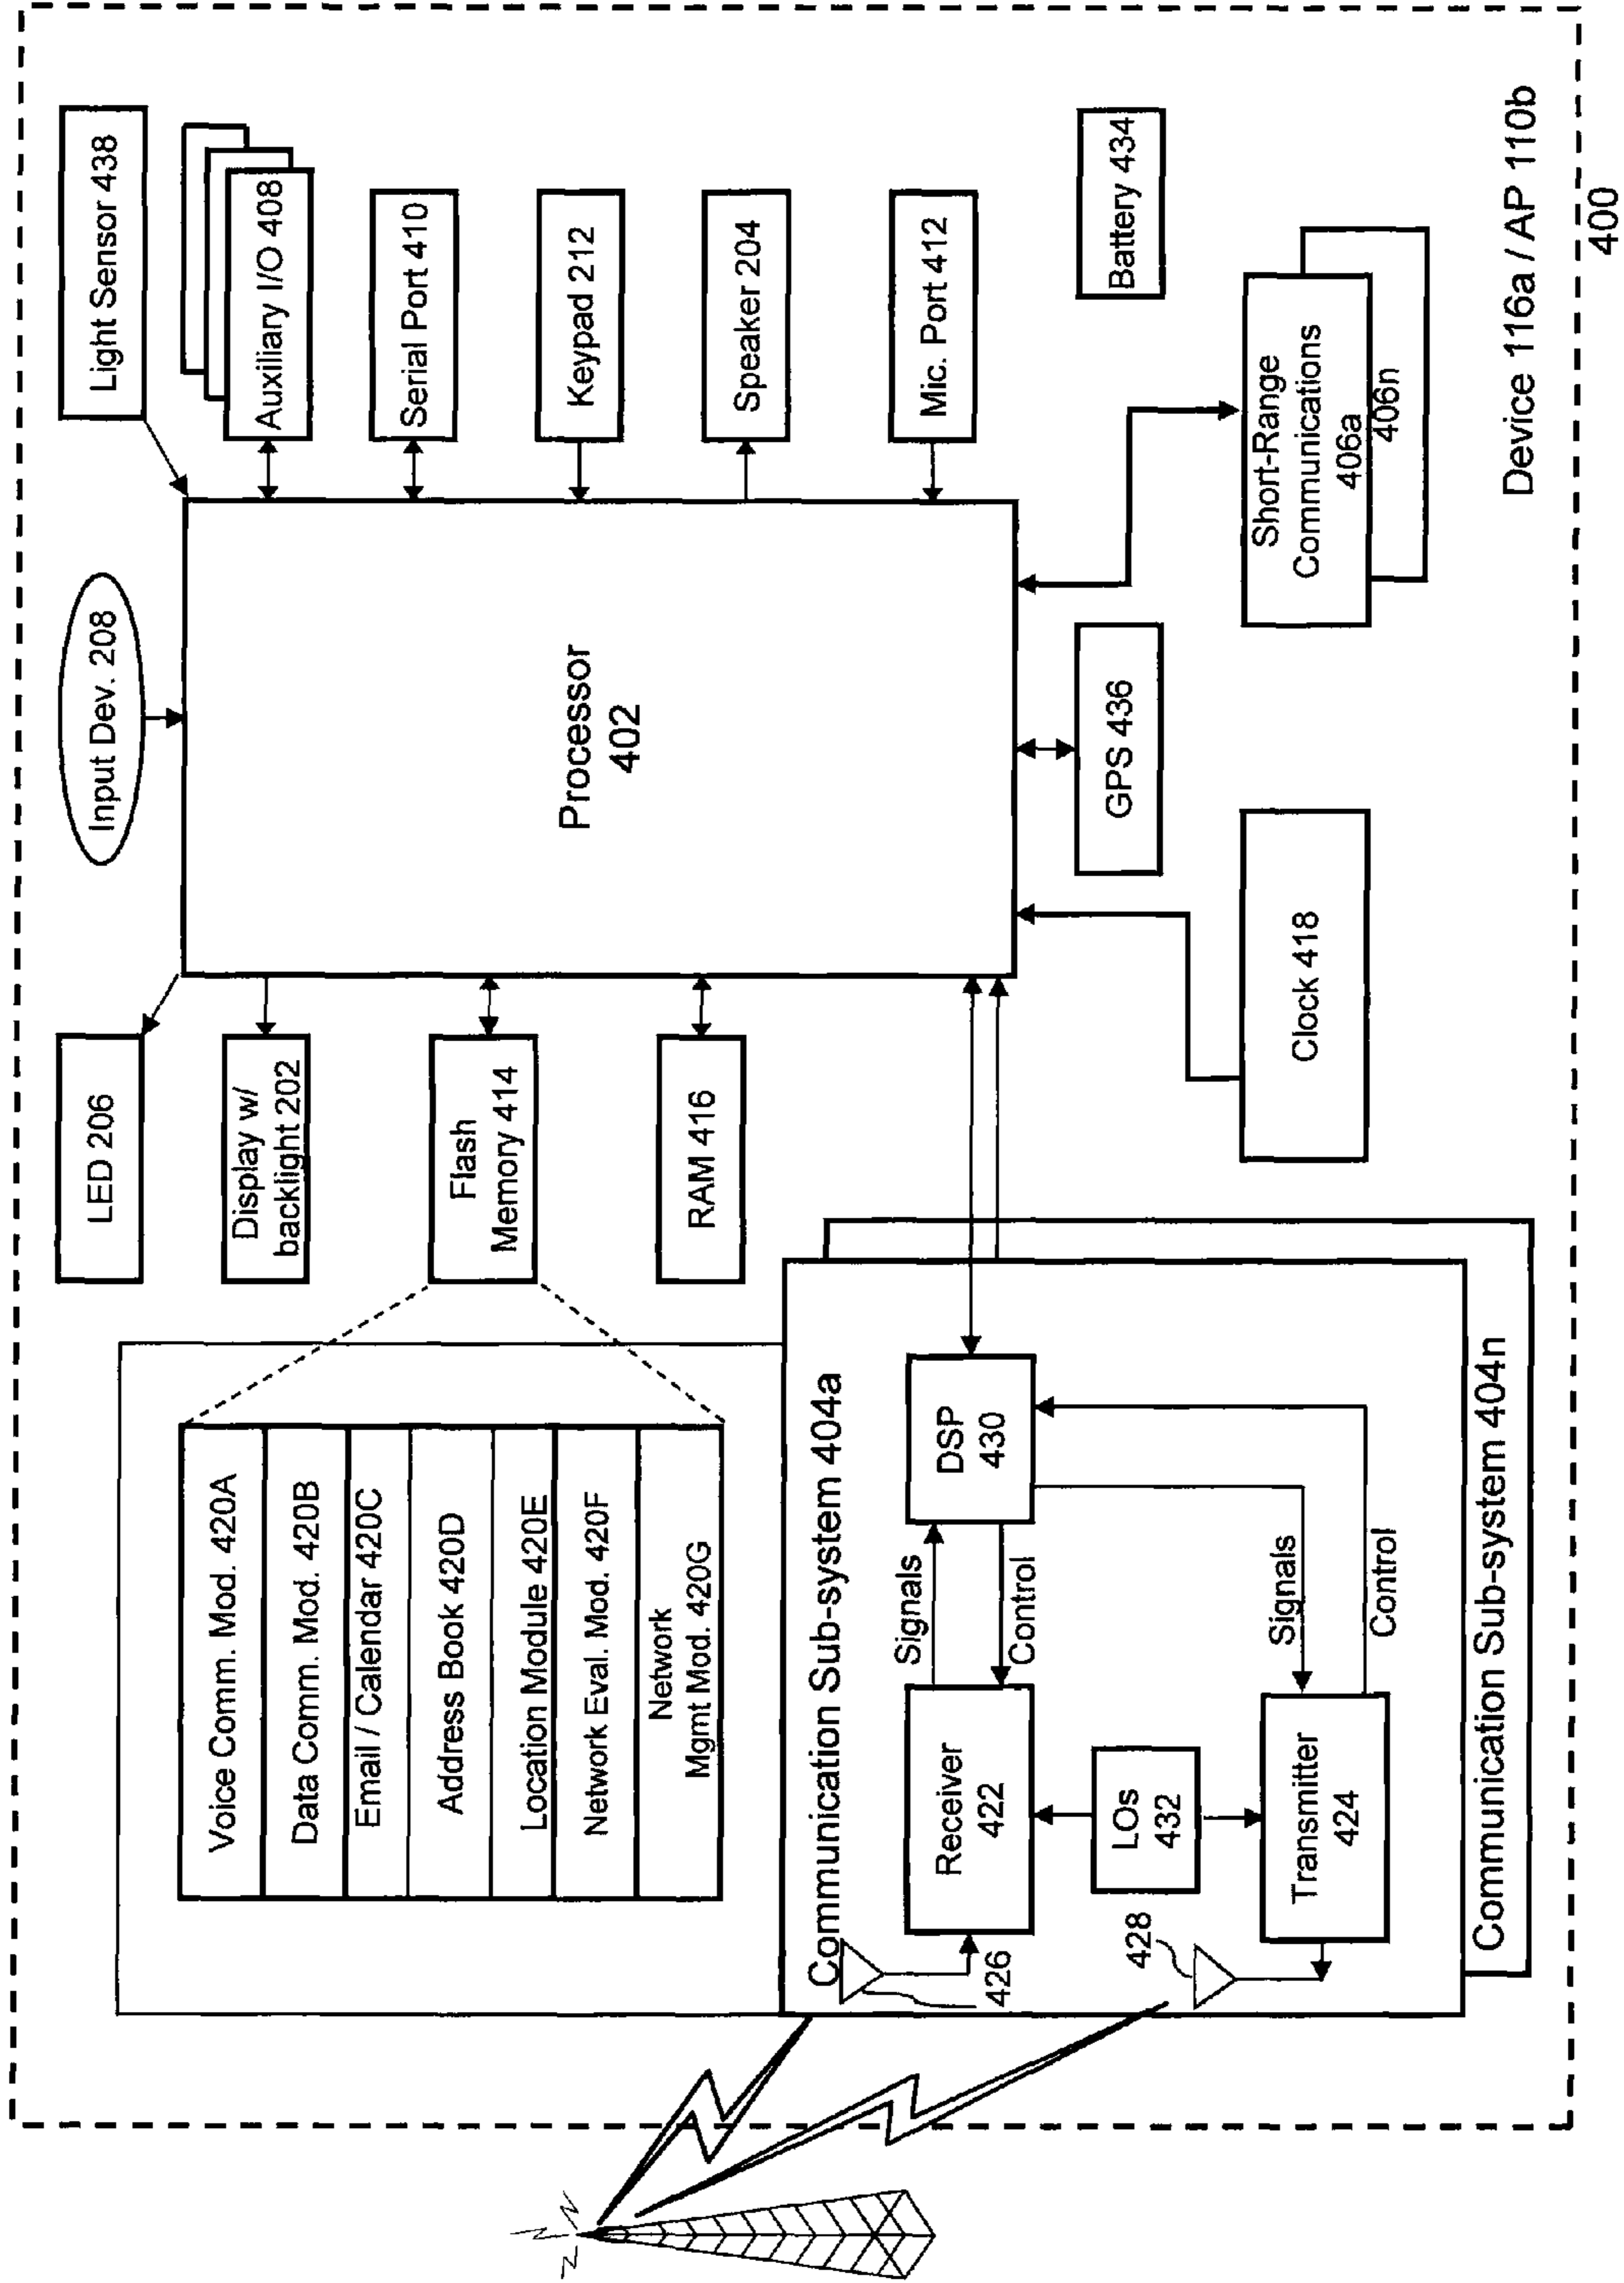 Voice Comm. Mod. 420A
Data Comm. Mod. 420B
Email / Calendar 420C
Address Book 420D
Location Module 420E
Network Eval. Mod. 420F
Network
Mgmt Mod. 420G
LED 206
Display w/
backlight 202
Flash
Memory 414
RAM 416
Input Dev. 208
Processor
402
Light Sensor 438
Auxiliary I/O 408
Serial Port 410
Keypad 212
Speaker 204
Mic. Port 412
Battery 434
GPS 436
Clock 418
Short-Range
Communications
406a
406n
Communication Sub-system 404a
Receiver
422
Signals
Control
DSP
430
426
LOs
432
428
Transmitter
424
Signals
Control
Communication Sub-system 404n
Device 116a / AP 110b
400